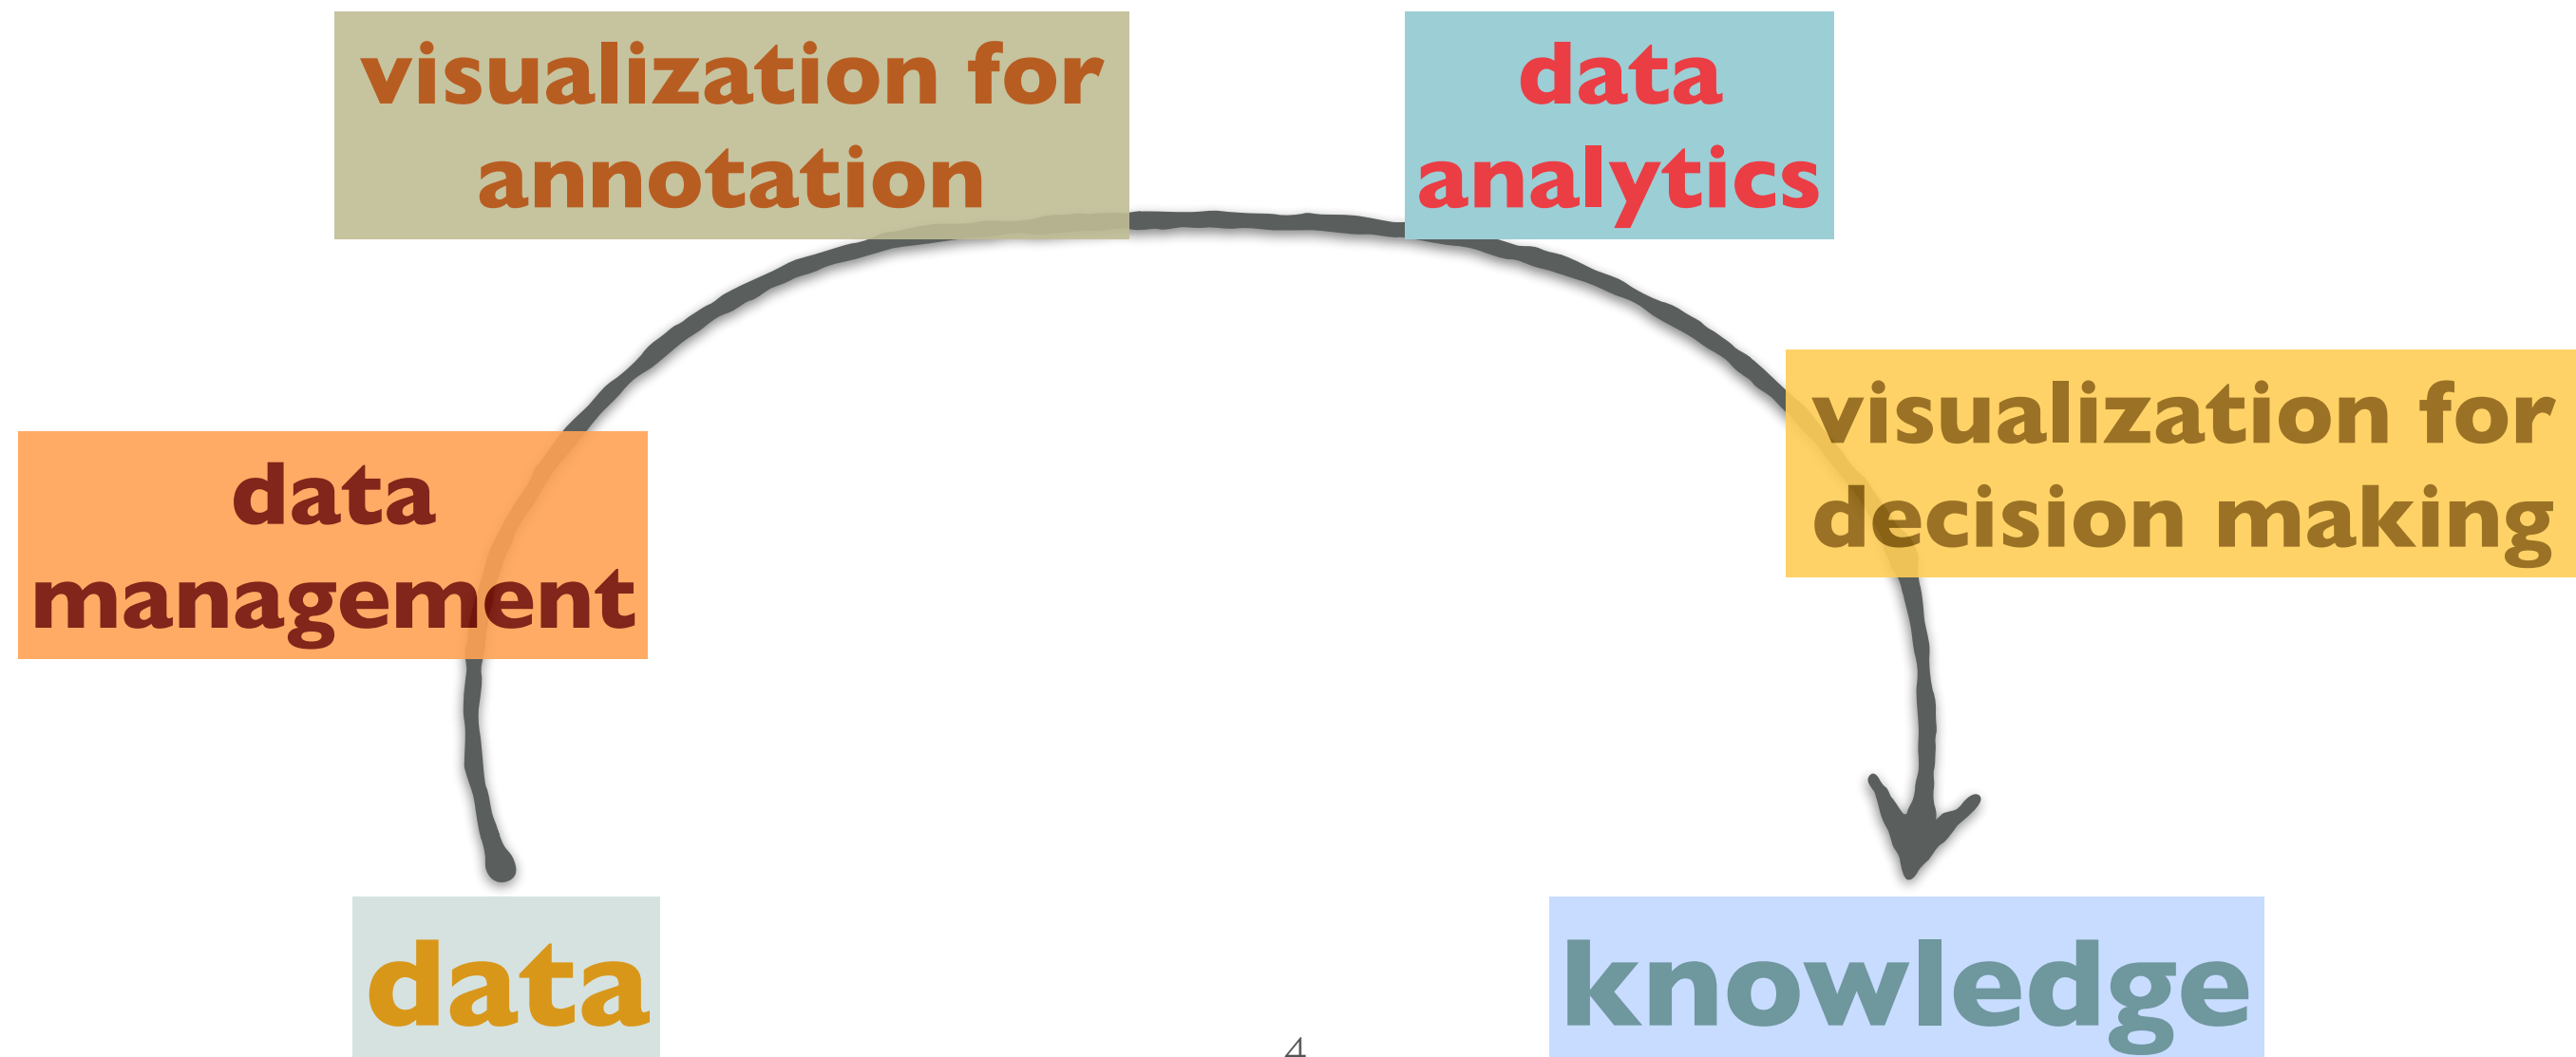 visualization for
annotation
data
analytics
data
management
visualization for
decision making
data
knowledge
4